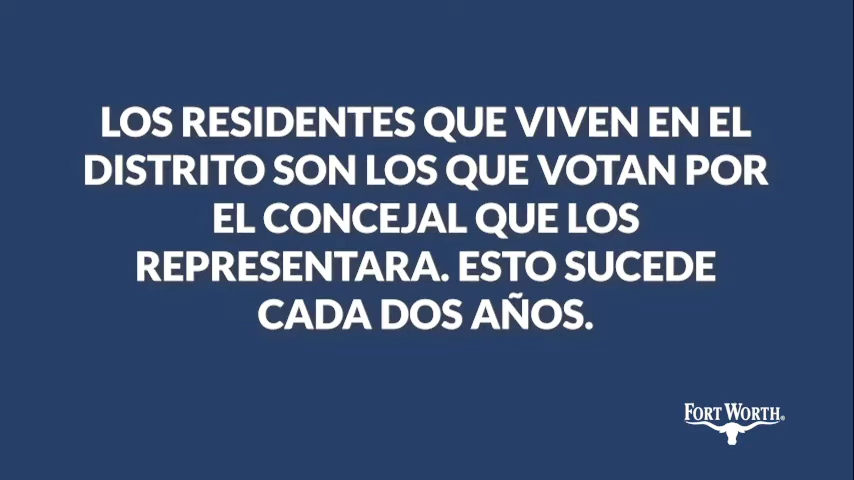 LOS RESIDENTES QUE VIVEN EN EL
DISTRITO SON LOS QUE VOTAN POR
EL CONCEJAL QUE LOS
REPRESENTARA. ESTO SUCEDE
CADA DOS AÑOS.
FORT WORTH®